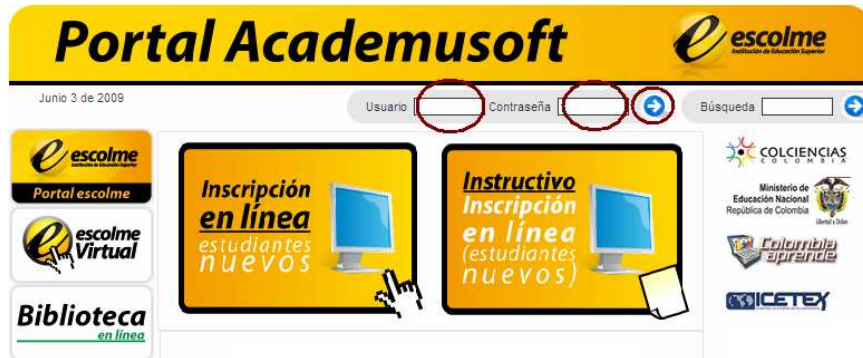 Portal Academusoft
escolme
Institución de Educación Superior
Junio 3 de 2009
Usuario
Contraseña
Búsqueda
escolme
Portal escolme
escolme
Virtual
Biblioteca
en línea
Inscripción
en línea
estudiantes
nuevos
Instructivo
Inscripción
en línea
(estudiantes
nuevos)
COLCIENCIAS
COLOMBIA
Ministerio de
Educación Nacional
República de Colombia
Libertad y Orden
Colombia
aprende
ICETEX